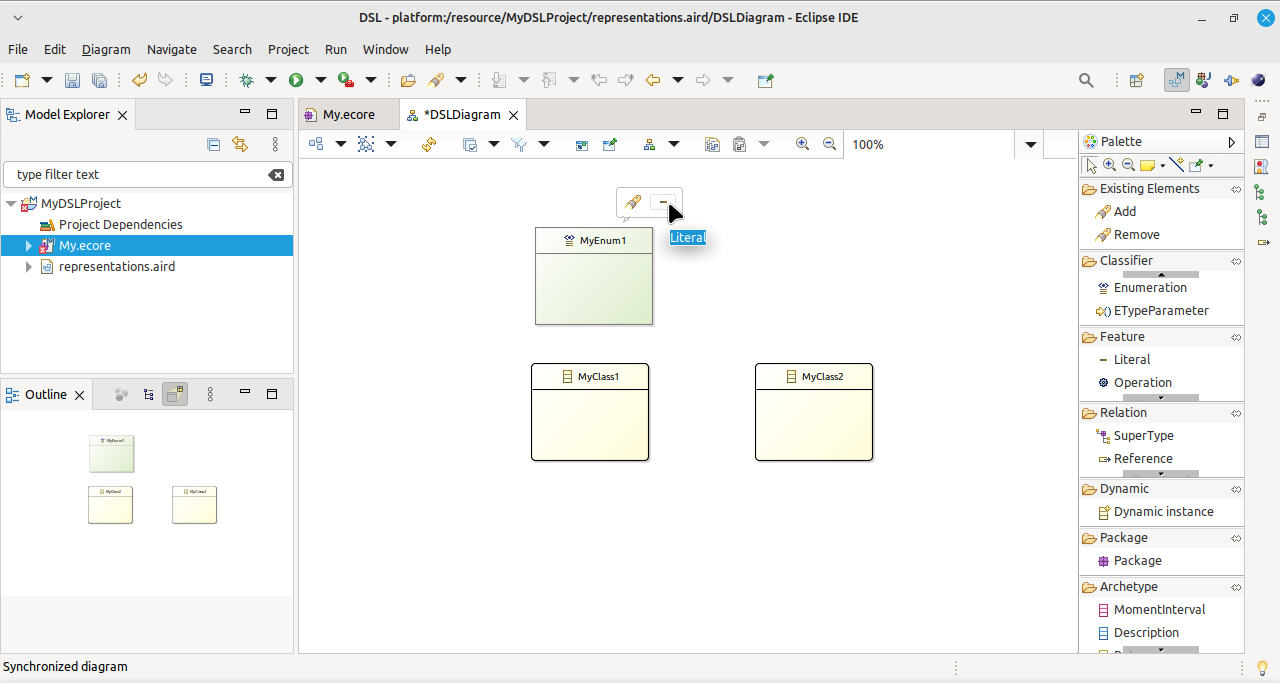 DSL - platform:/resource/MyDSLProject/representations.aird/DSLDiagram - Eclipse IDE
File Edit Diagram Navigate Search Project Run Window Help
Model Explorer
type filter text
MyDSLProject
Project Dependencies
My.ecore
representations.aird
Outline
MyEnum1
My.ecore
*DSLDiagram
100%
Literal
MyEnum1
MyClass1
MyClass2
Palette
Existing Elements
Add
Remove
Classifier
Enumeration
ETypeParameter
Feature
Literal
Operation
Relation
SuperType
Reference
Dynamic
Dynamic instance
Package
Package
Archetype
MomentInterval
Description
Synchronized diagram